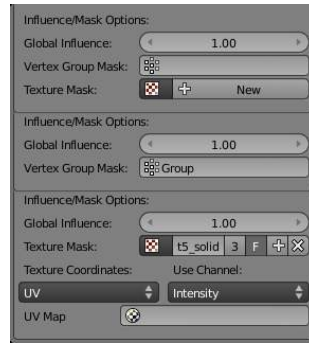 Influence/Mask Options:
Global Influence: 1.00
Vertex Group Mask:
Texture Mask: New
Influence/Mask Options:
Global Influence: 1.00
Vertex Group Mask: Group
Influence/Mask Options:
Global Influence: 1.00
Texture Mask: t5_solid 3 F
Texture Coordinates: Use Channel:
UV Intensity
UV Map